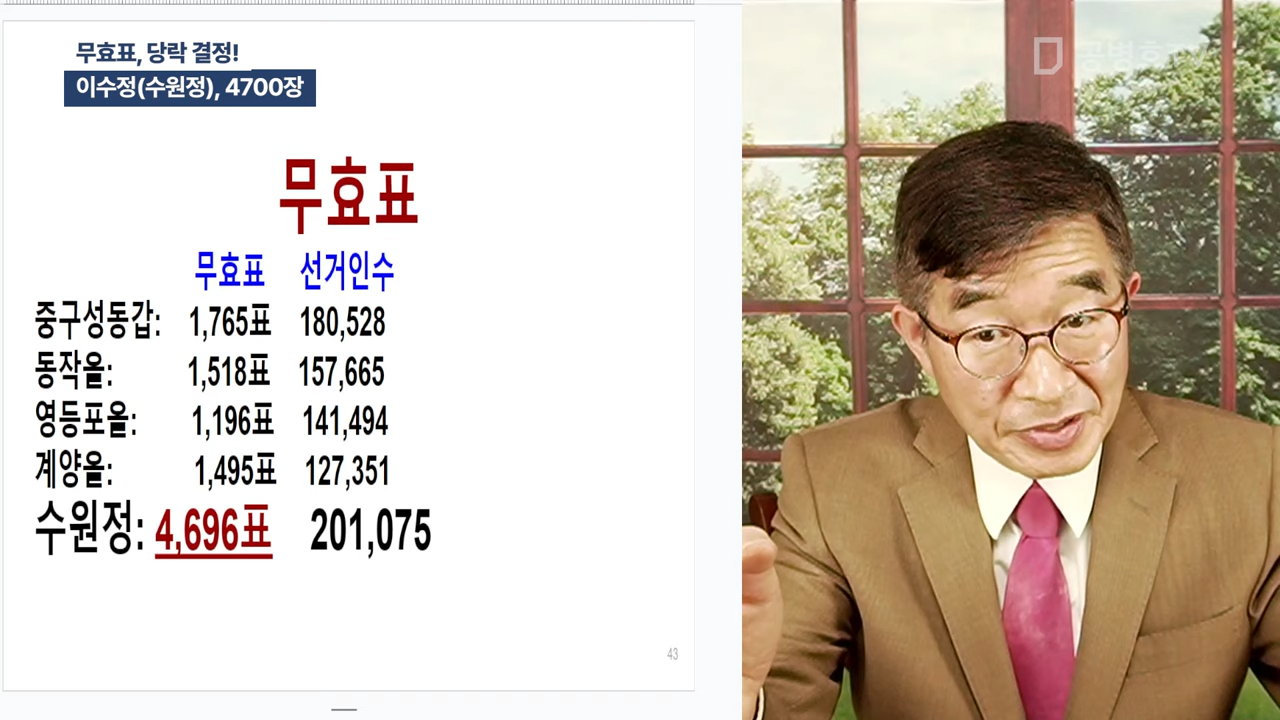 무효표, 당락 결정!
이수정(수원정), 4700장
무효표
무효표 선거인수
중구성동갑: 1,765표 180,528
동작을: 1,518표 157,665
영등포을: 1,196표 141,494
계양을: 1,495표 127,351
수원정: 4,696표 201,075
43
공병호